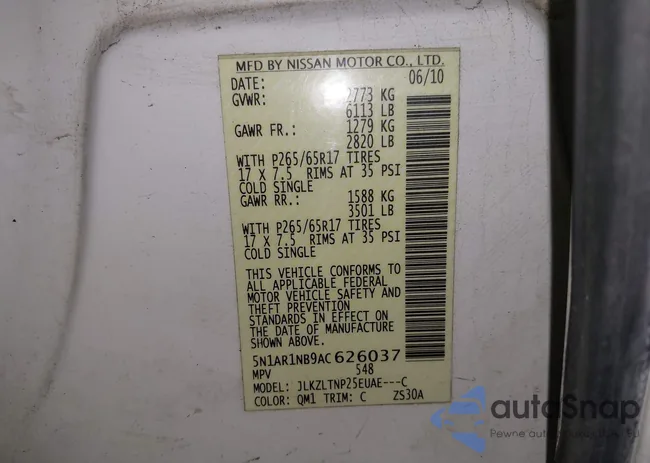 MFD BY NISSAN MOTOR CO., LTD.
DATE: 06/10
GVWR: 2773 KG
6113 LB
GAWR FR.: 1279 KG
2820 LB
WITH P265/65R17 TIRES
17 X 7.5 RIMS AT 35 PSI
COLD SINGLE
GAWR RR.: 1588 KG
3501 LB
WITH P265/65R17 TIRES
17 X 7.5 RIMS AT 35 PSI
COLD SINGLE
THIS VEHICLE CONFORMS TO
ALL APPLICABLE FEDERAL
MOTOR VEHICLE SAFETY AND
THEFT PREVENTION
STANDARDS IN EFFECT ON
THE DATE OF MANUFACTURE
SHOWN ABOVE.
5N1AR1NB9AC626037
MPV 548
MODEL: JLKZLTNP25EUAE---C
COLOR: QM1 TRIM: C ZS30A
autoSnap
Pewne auto